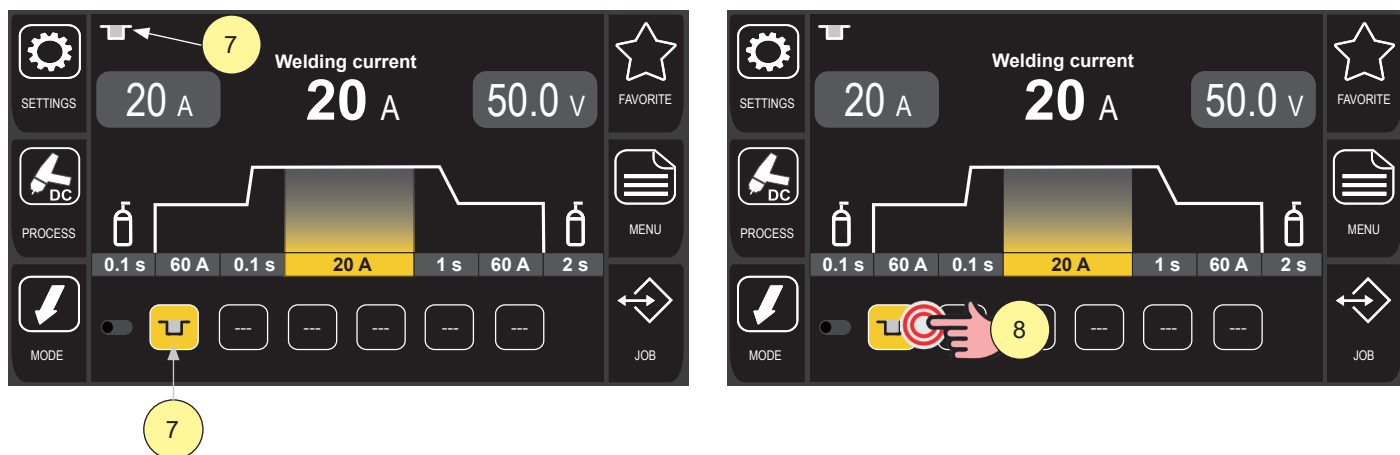 7
Welding current
SETTINGS
20 A
20 A
50.0 V
FAVORITE
DC
PROCESS
MENU
0.1 s 60 A 0.1 s 20 A 1 s 60 A 2 s
--- --- --- --- ---
MODE
JOB
7
Welding current
SETTINGS
20 A
20 A
50.0 V
FAVORITE
DC
PROCESS
MENU
0.1 s 60 A 0.1 s 20 A 1 s 60 A 2 s
8
--- ---
MODE
JOB